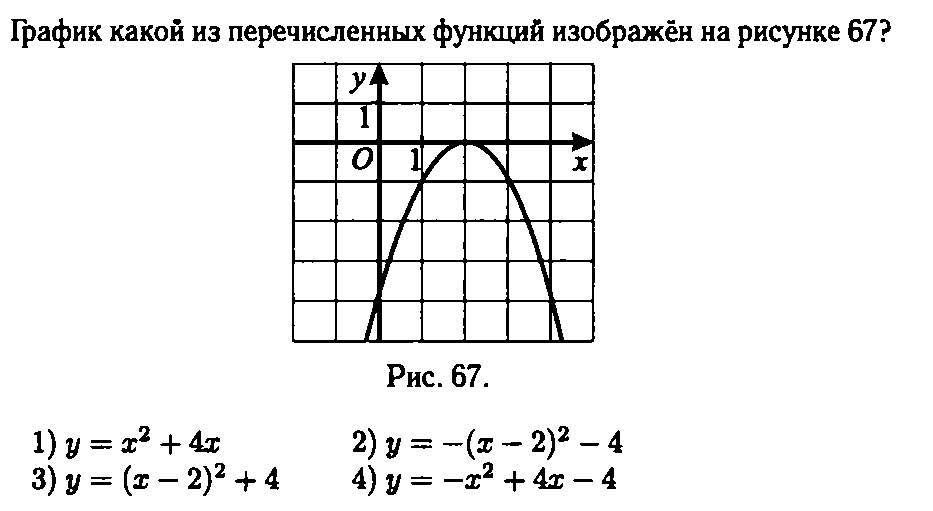 График какой из перечисленных функций изображён на рисунке 67?
y
1
O 1 x
Рис. 67.
1) y = x² + 4x 2) y = −(x − 2)² − 4
3) y = (x − 2)² + 4 4) y = −x² + 4x − 4